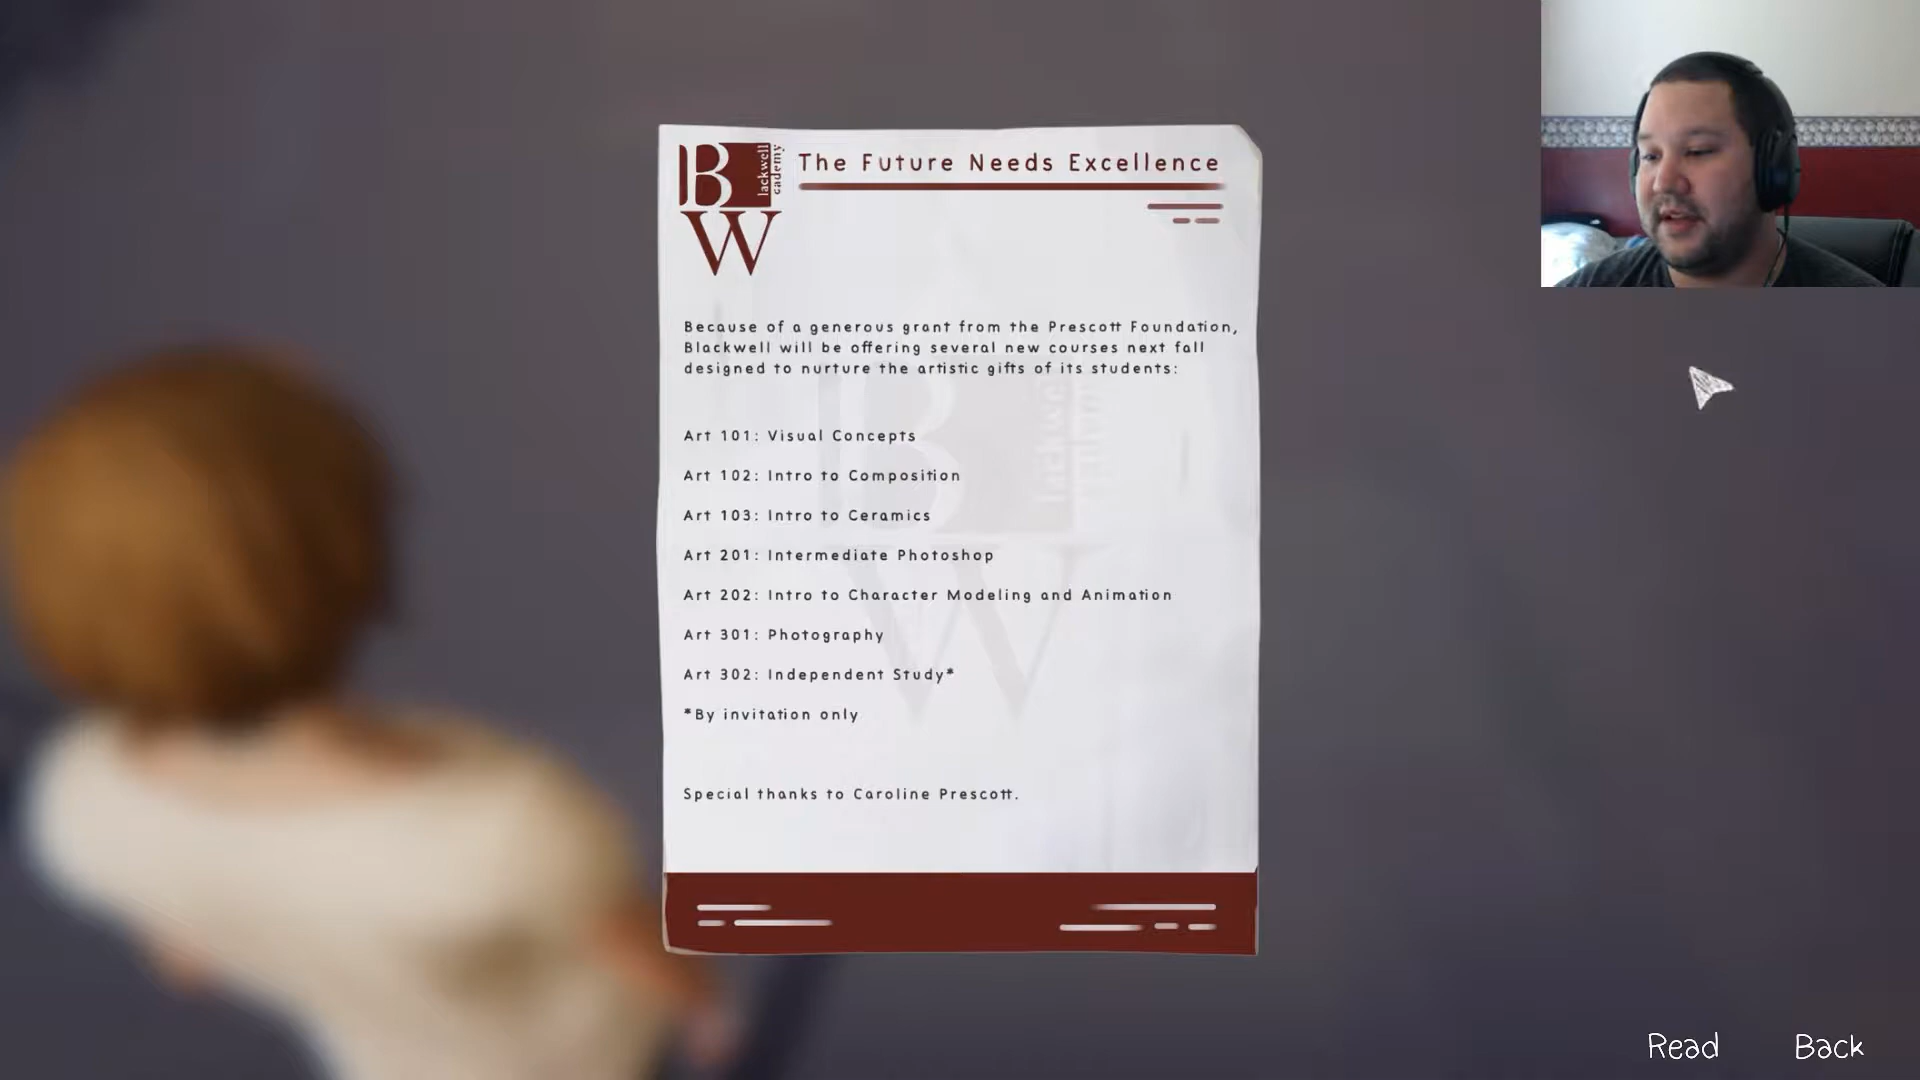 B
lackwell
cademy
W
The Future Needs Excellence
Because of a generous grant from the Prescott Foundation,
Blackwell will be offering several new courses next fall
designed to nurture the artistic gifts of its students:
Art 101: Visual Concepts
Art 102: Intro to Composition
Art 103: Intro to Ceramics
Art 201: Intermediate Photoshop
Art 202: Intro to Character Modeling and Animation
Art 301: Photography
Art 302: Independent Study*
*By invitation only
Special thanks to Caroline Prescott.
Read
Back